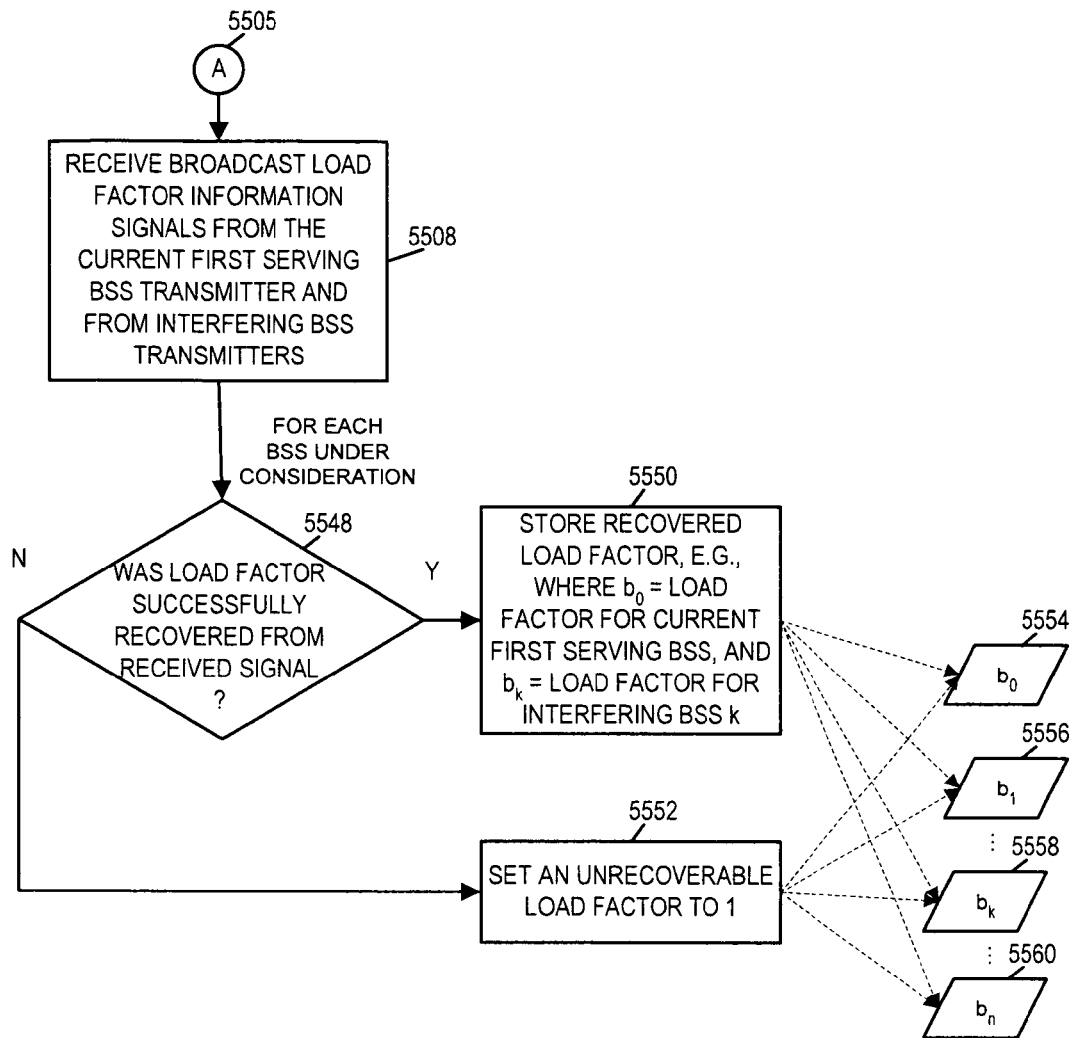 5505
A
RECEIVE BROADCAST LOAD
FACTOR INFORMATION
SIGNALS FROM THE
CURRENT FIRST SERVING
BSS TRANSMITTER AND
FROM INTERFERING BSS
TRANSMITTERS
5508
FOR EACH
BSS UNDER
CONSIDERATION
5548
N
WAS LOAD FACTOR
SUCCESSFULLY
RECOVERED FROM
RECEIVED SIGNAL
?
Y
5550
STORE RECOVERED
LOAD FACTOR, E.G.,
WHERE b₀ = LOAD
FACTOR FOR CURRENT
FIRST SERVING BSS, AND
bₖ = LOAD FACTOR FOR
INTERFERING BSS k
5552
SET AN UNRECOVERABLE
LOAD FACTOR TO 1
5554
b₀
5556
b₁
⋮
5558
bₖ
⋮
5560
bₙ